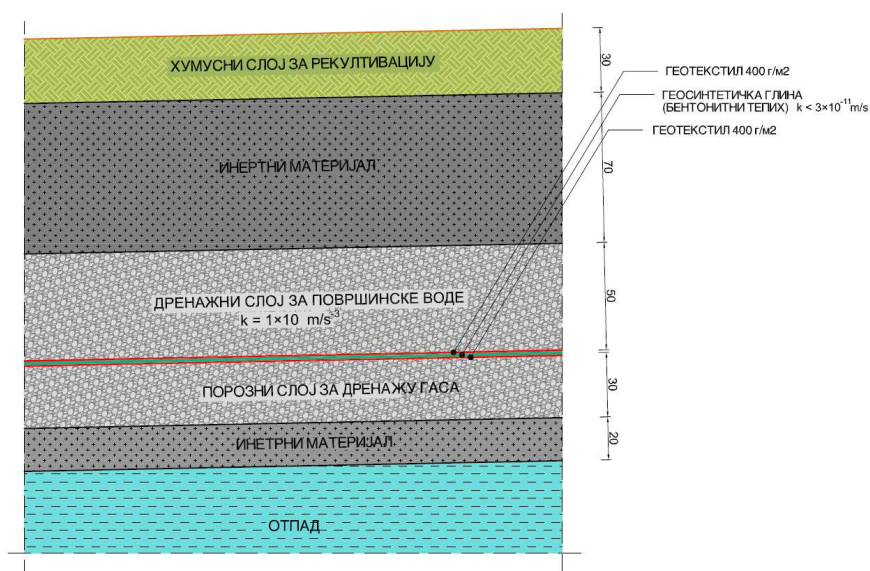 ХУМУСНИ СЛОЈ ЗА РЕКУЛТИВАЦИЈУ
30
ГЕОТЕКСТИЛ 400 г/м2
ГЕОСИНТЕТИЧКА ГЛИНА
(БЕНТОНИТНИ ТЕПИХ) k < 3×10⁻¹¹m/s
ГЕОТЕКСТИЛ 400 г/м2
ИНЕРТНИ МАТЕРИЈАЛ
70
ДРЕНАЖНИ СЛОЈ ЗА ПОВРШИНСКЕ ВОДЕ
k = 1×10 m/s⁻³
50
ПОРОЗНИ СЛОЈ ЗА ДРЕНАЖУ ГАСА
30
ИНЕТРНИ МАТЕРИЈАЛ
20
ОТПАД